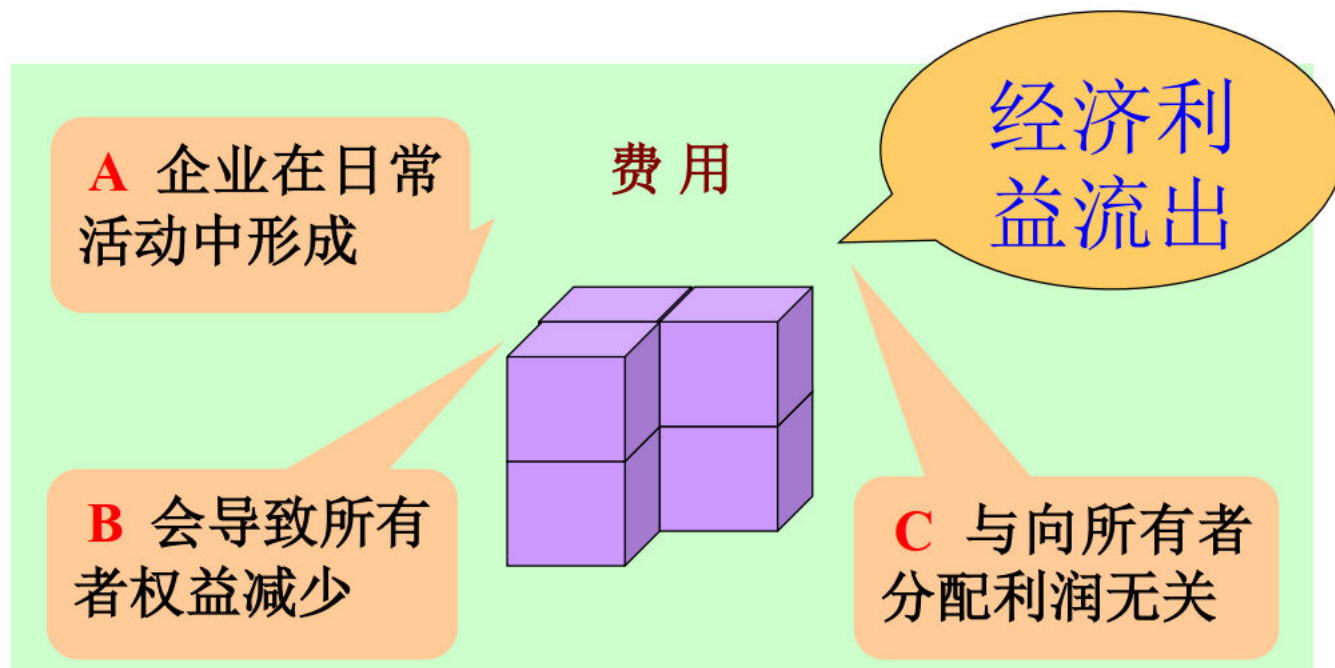 经济利
益流出
A 企业在日常
活动中形成
费 用
B 会导致所有
者权益减少
C 与向所有者
分配利润无关